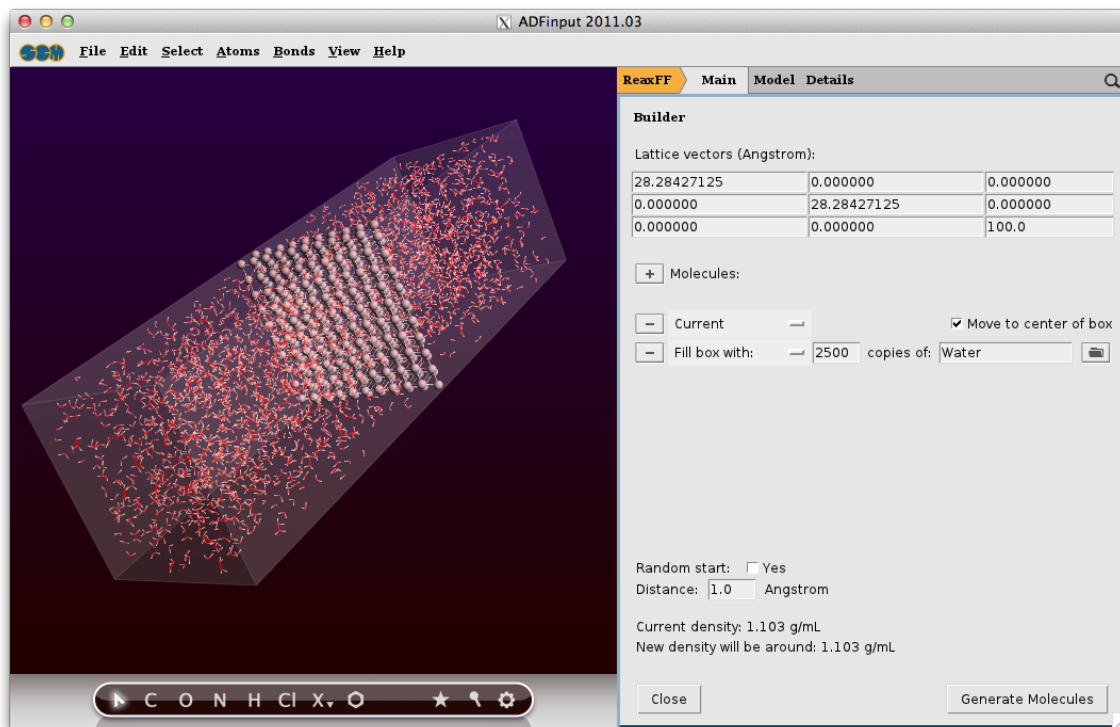 X ADFinput 2011.03
SCM File Edit Select Atoms Bonds View Help
ReaxFF Main Model Details
Builder
Lattice vectors (Angstrom):
28.28427125 0.000000 0.000000
0.000000 28.28427125 0.000000
0.000000 0.000000 100.0
+ Molecules:
− Current Move to center of box
− Fill box with: 2500 copies of: Water
Random start: Yes
Distance: 1.0 Angstrom
Current density: 1.103 g/mL
New density will be around: 1.103 g/mL
C O N H Cl X
Close Generate Molecules